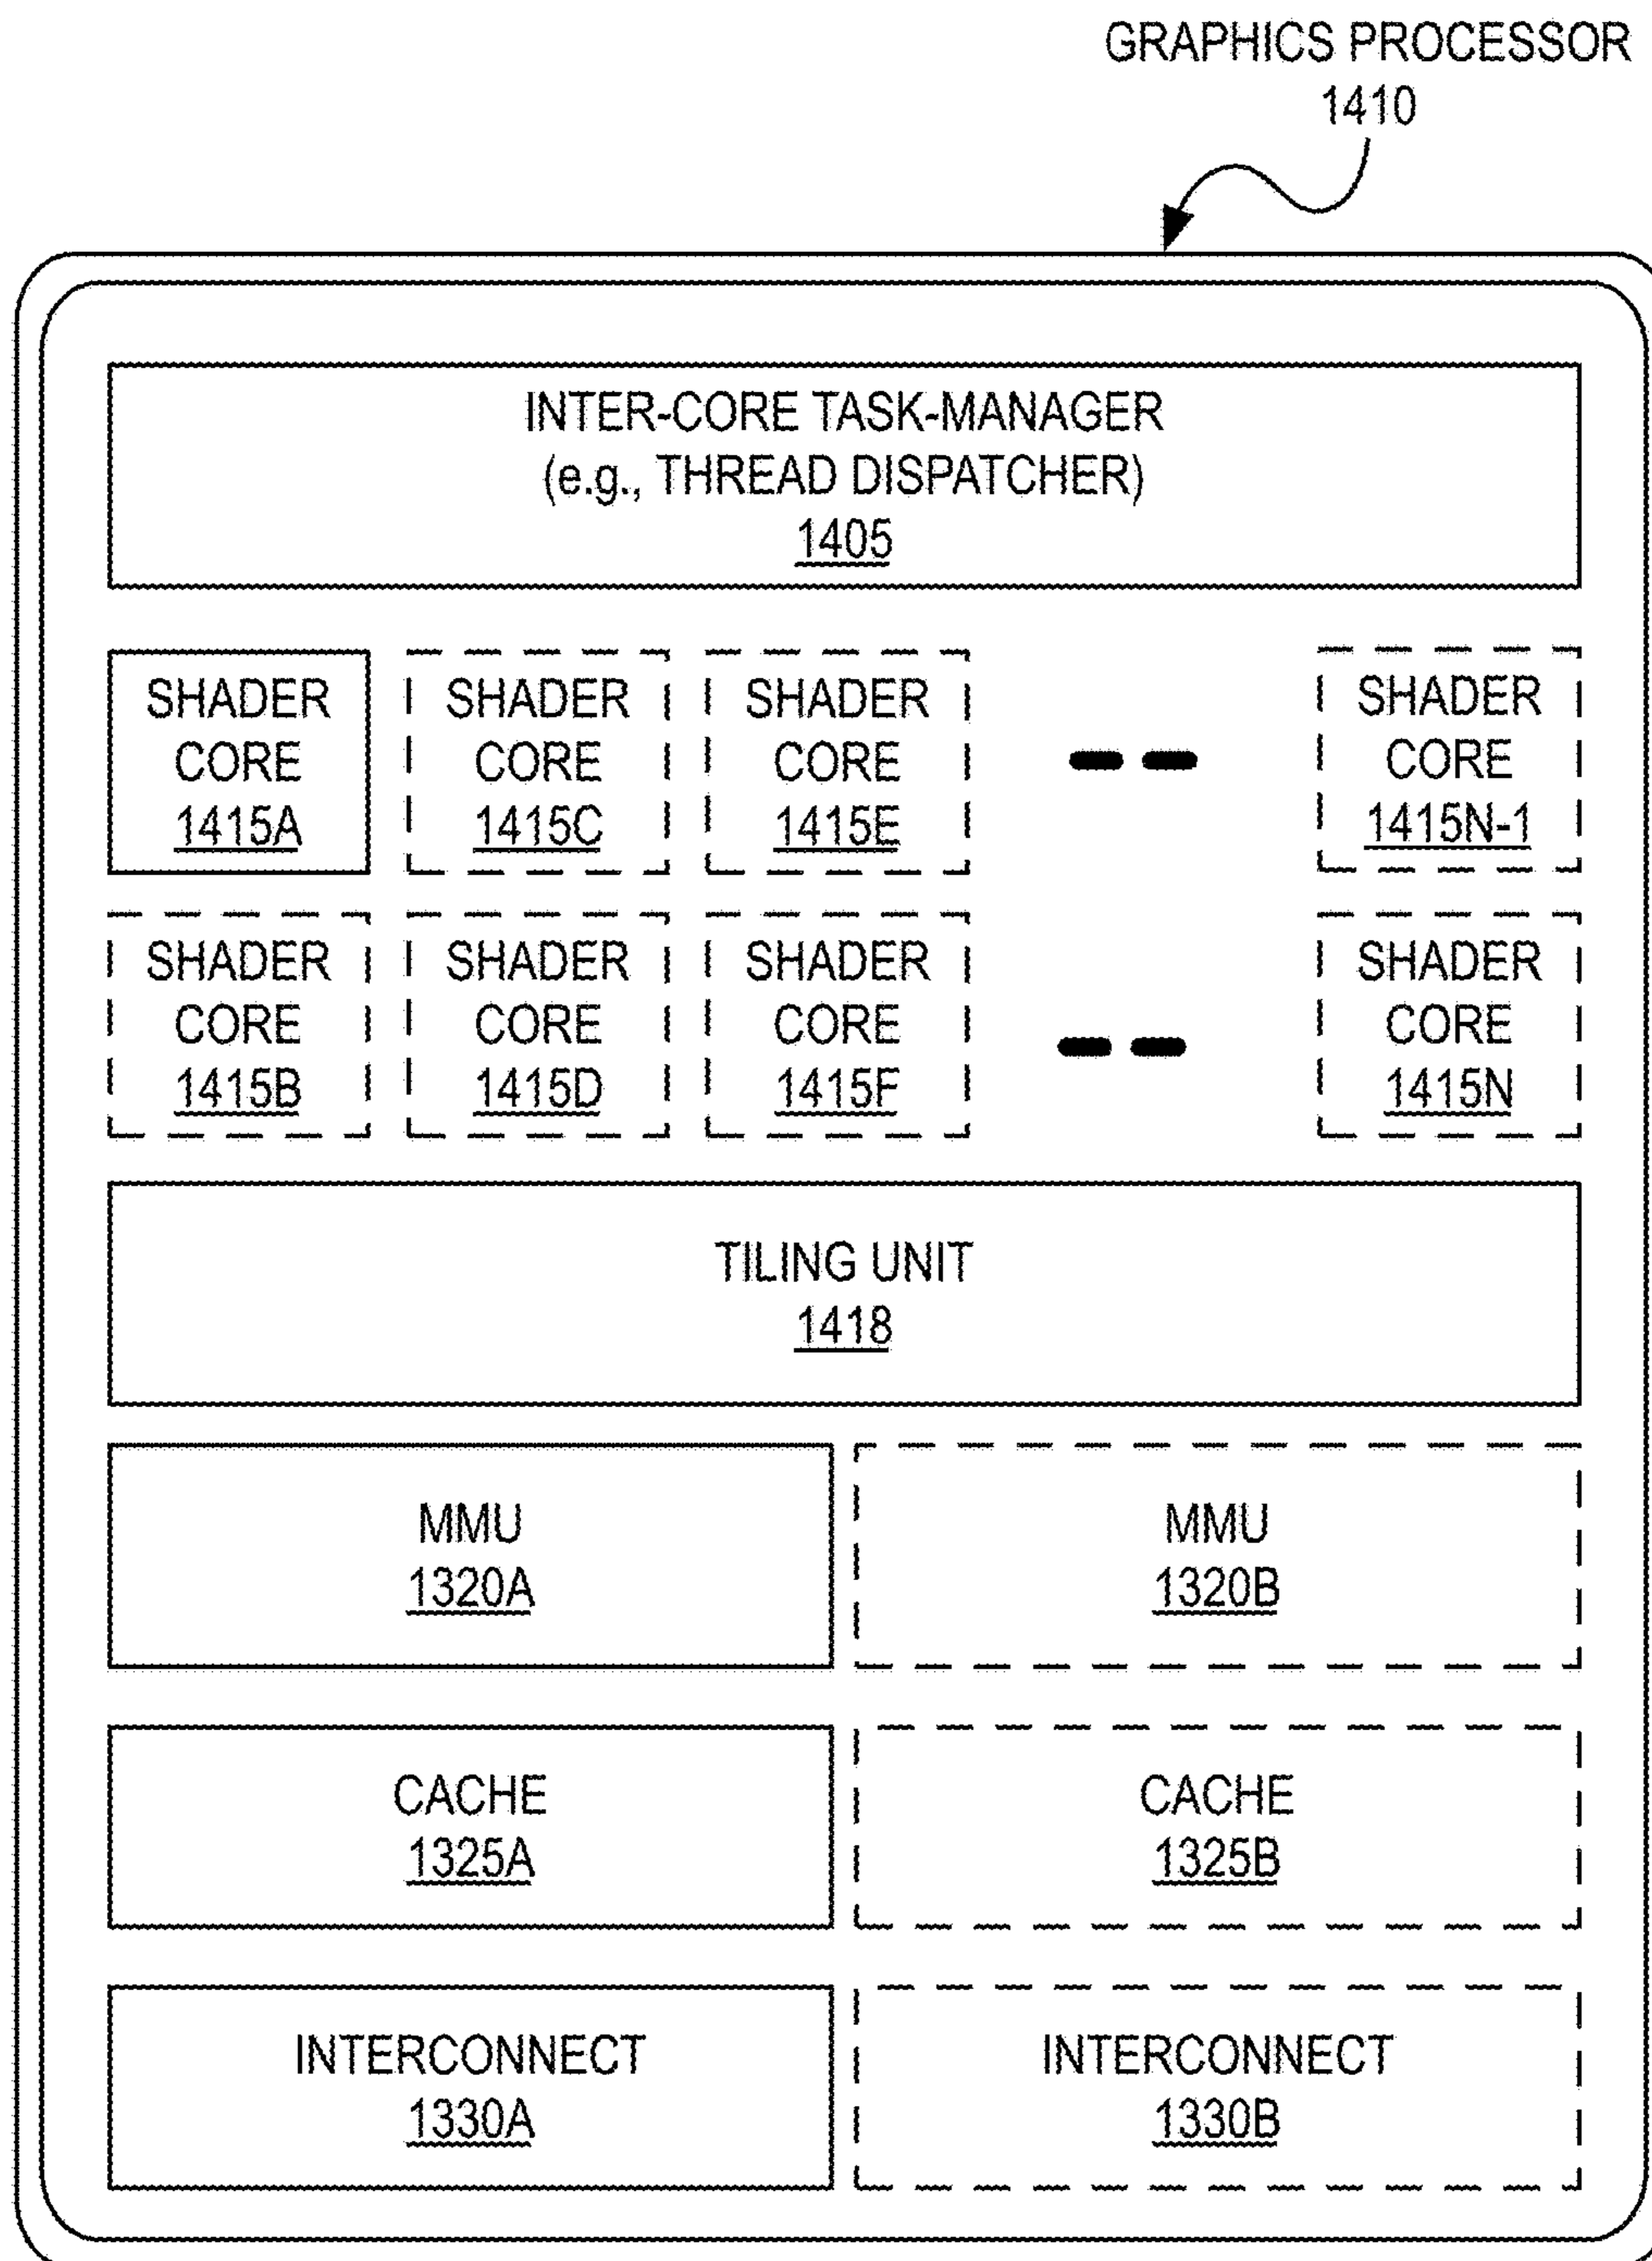 GRAPHICS PROCESSOR
1410
INTER-CORE TASK-MANAGER
(e.g., THREAD DISPATCHER)
1405
SHADER
CORE
1415A
SHADER
CORE
1415C
SHADER
CORE
1415E
SHADER
CORE
1415N-1
SHADER
CORE
1415B
SHADER
CORE
1415D
SHADER
CORE
1415F
SHADER
CORE
1415N
TILING UNIT
1418
MMU
1320A
MMU
1320B
CACHE
1325A
CACHE
1325B
INTERCONNECT
1330A
INTERCONNECT
1330B